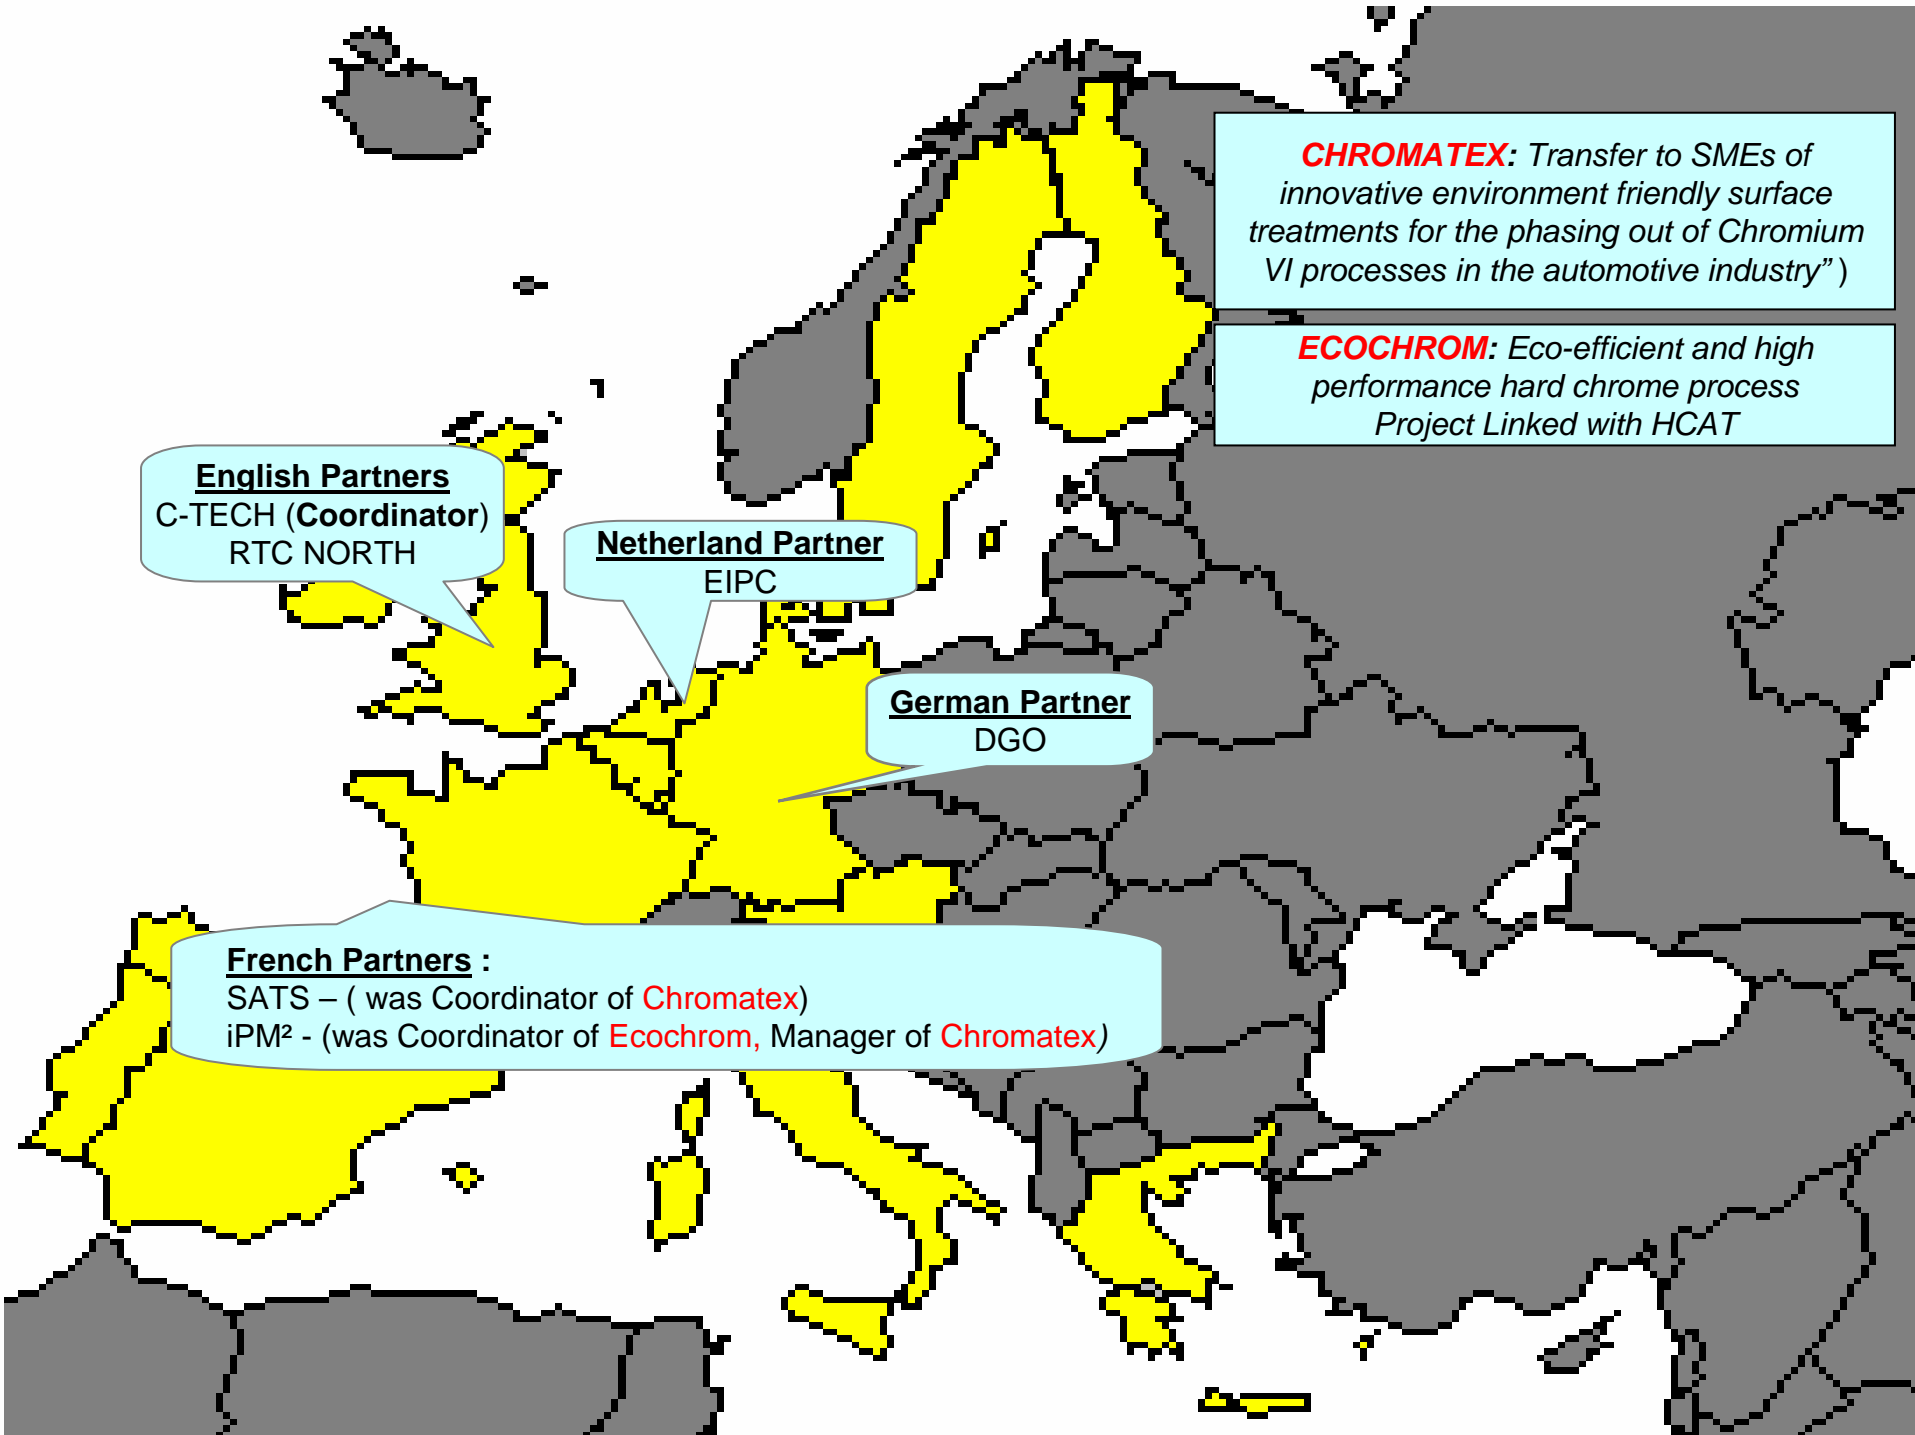 CHROMATEX: Transfer to SMEs of
innovative environment friendly surface
treatments for the phasing out of Chromium
VI processes in the automotive industry” )
ECOCHROM: Eco-efficient and high
performance hard chrome process
Project Linked with HCAT
English Partners
C-TECH (Coordinator)
RTC NORTH
Netherland Partner
EIPC
German Partner
DGO
French Partners :
SATS – ( was Coordinator of Chromatex)
iPM² - (was Coordinator of Ecochrom, Manager of Chromatex)